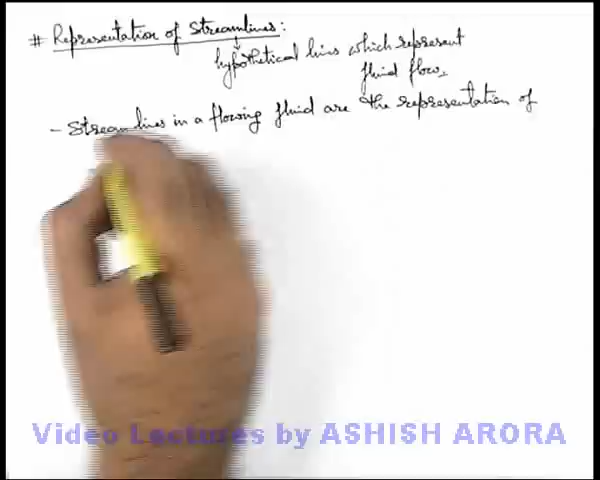 # Representation of Streamlines:
hypothetical lines which represent
fluid flow.
- Streamlines in a flowing fluid are the representation of
Video Lectures by ASHISH ARORA